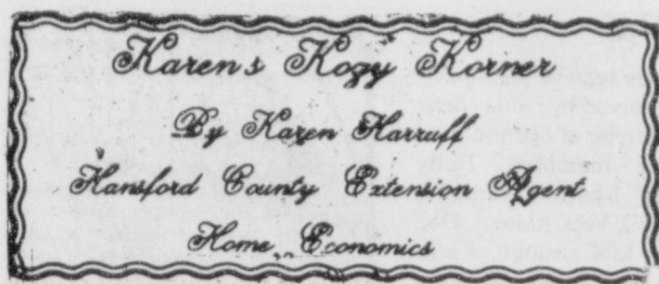 Karen's Kozy Korner
By Karen Harruff
Hansford County Extension Agent
Home Economics